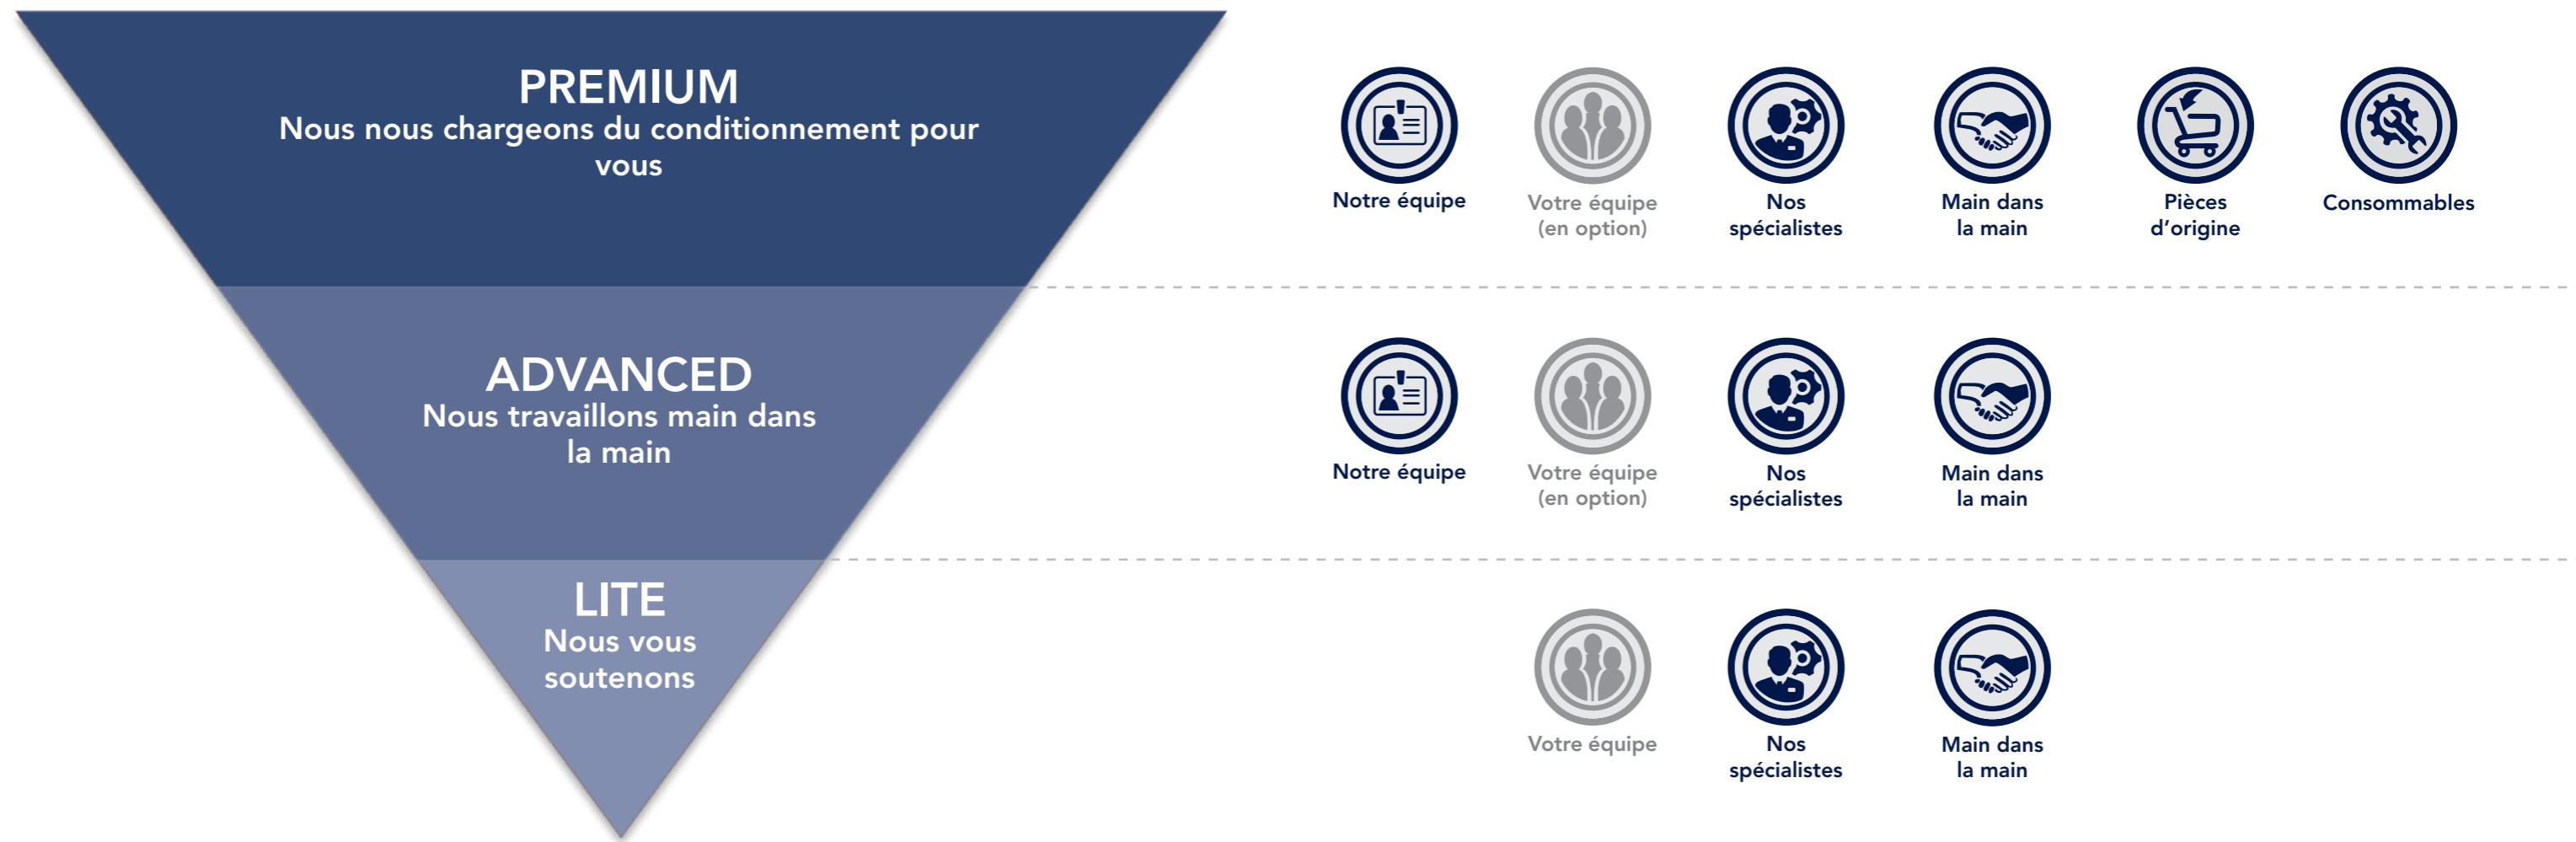 PREMIUM
Nous nous chargeons du conditionnement pour
vous
Notre équipe
Votre équipe
(en option)
Nos
spécialistes
Main dans
la main
Pièces
d’origine
Consommables
ADVANCED
Nous travaillons main dans
la main
Notre équipe
Votre équipe
(en option)
Nos
spécialistes
Main dans
la main
LITE
Nous vous
soutenons
Votre équipe
Nos
spécialistes
Main dans
la main